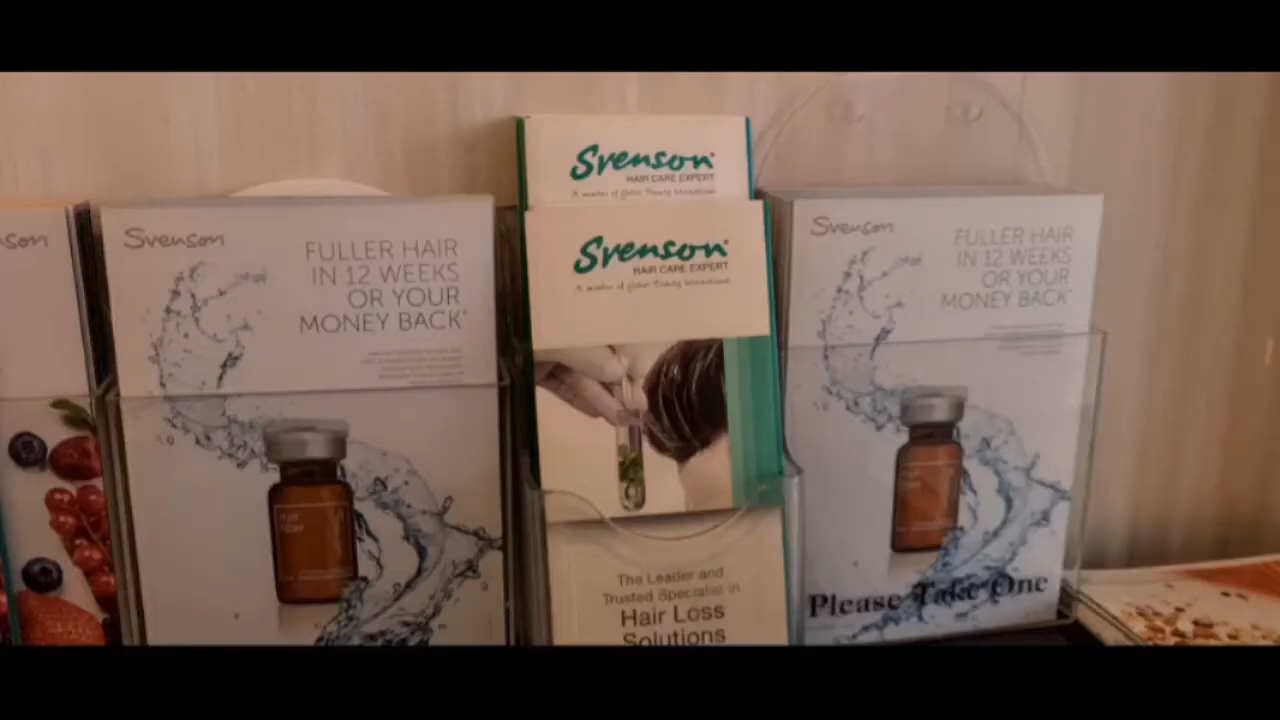 Svenson
FULLER HAIR
IN 12 WEEKS
OR YOUR
MONEY BACK*
Svenson
HAIR CARE EXPERT
Svenson
HAIR CARE EXPERT
The Leader and
Trusted Specialist in
Hair Loss
Solutions
Svenson
FULLER HAIR
IN 12 WEEKS
OR YOUR
MONEY BACK*
Please Take One